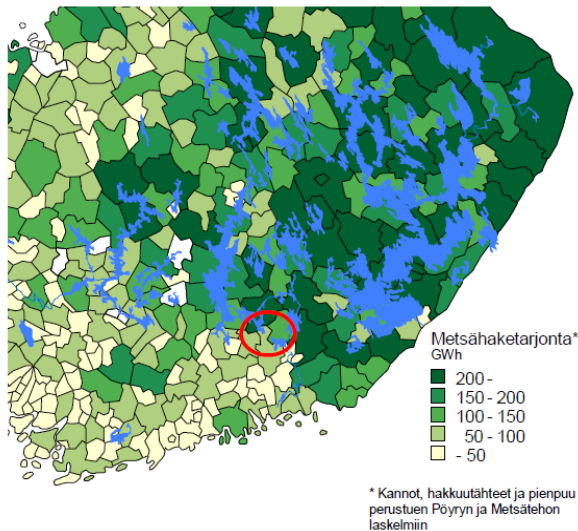 Metsähaketarjonta*
GWh
200 -
150 - 200
100 - 150
50 - 100
- 50
* Kannot, hakkuutähteet ja pienpuu
perustuen Pöyryn ja Metsätehon
laskelmiin